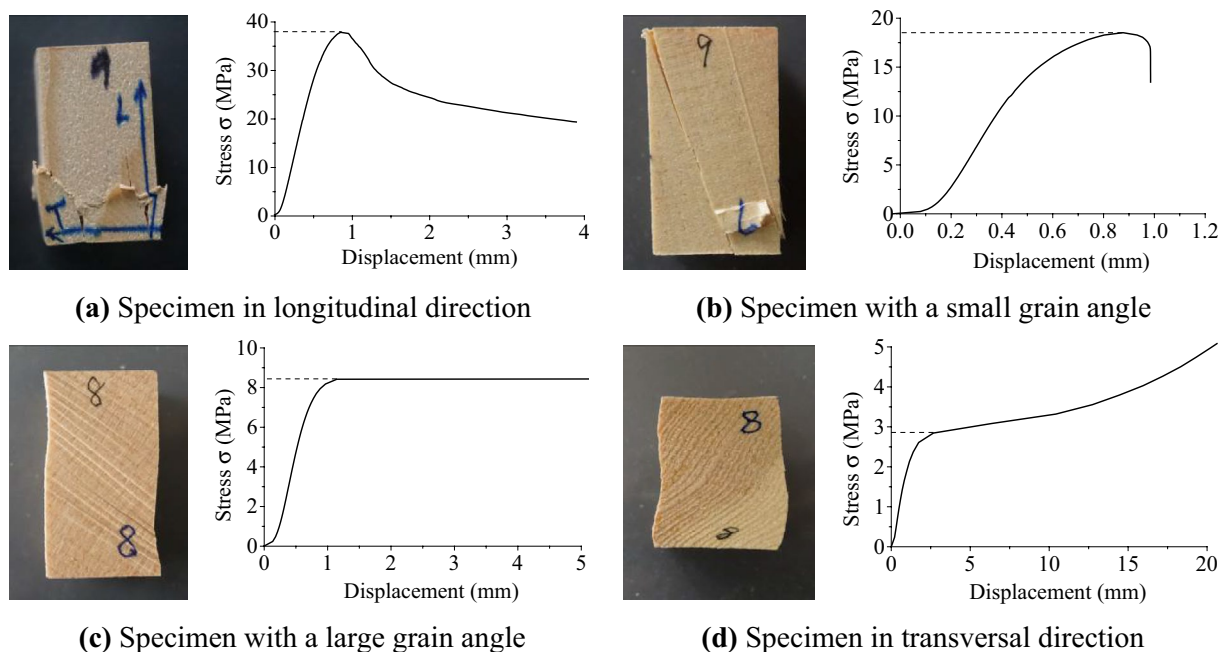 40
30
20
10
0
Stress σ (MPa)
0 1 2 3 4
Displacement (mm)
9
L
T
(a) Specimen in longitudinal direction
20
15
10
5
0
Stress σ (MPa)
0.0 0.2 0.4 0.6 0.8 1.0 1.2
Displacement (mm)
9
(b) Specimen with a small grain angle
8
8
10
8
6
4
2
0
Stress σ (MPa)
0 1 2 3 4 5
Displacement (mm)
(c) Specimen with a large grain angle
8
8
5
4
3
2
1
0
Stress σ (MPa)
0 5 10 15 20
Displacement (mm)
(d) Specimen in transversal direction